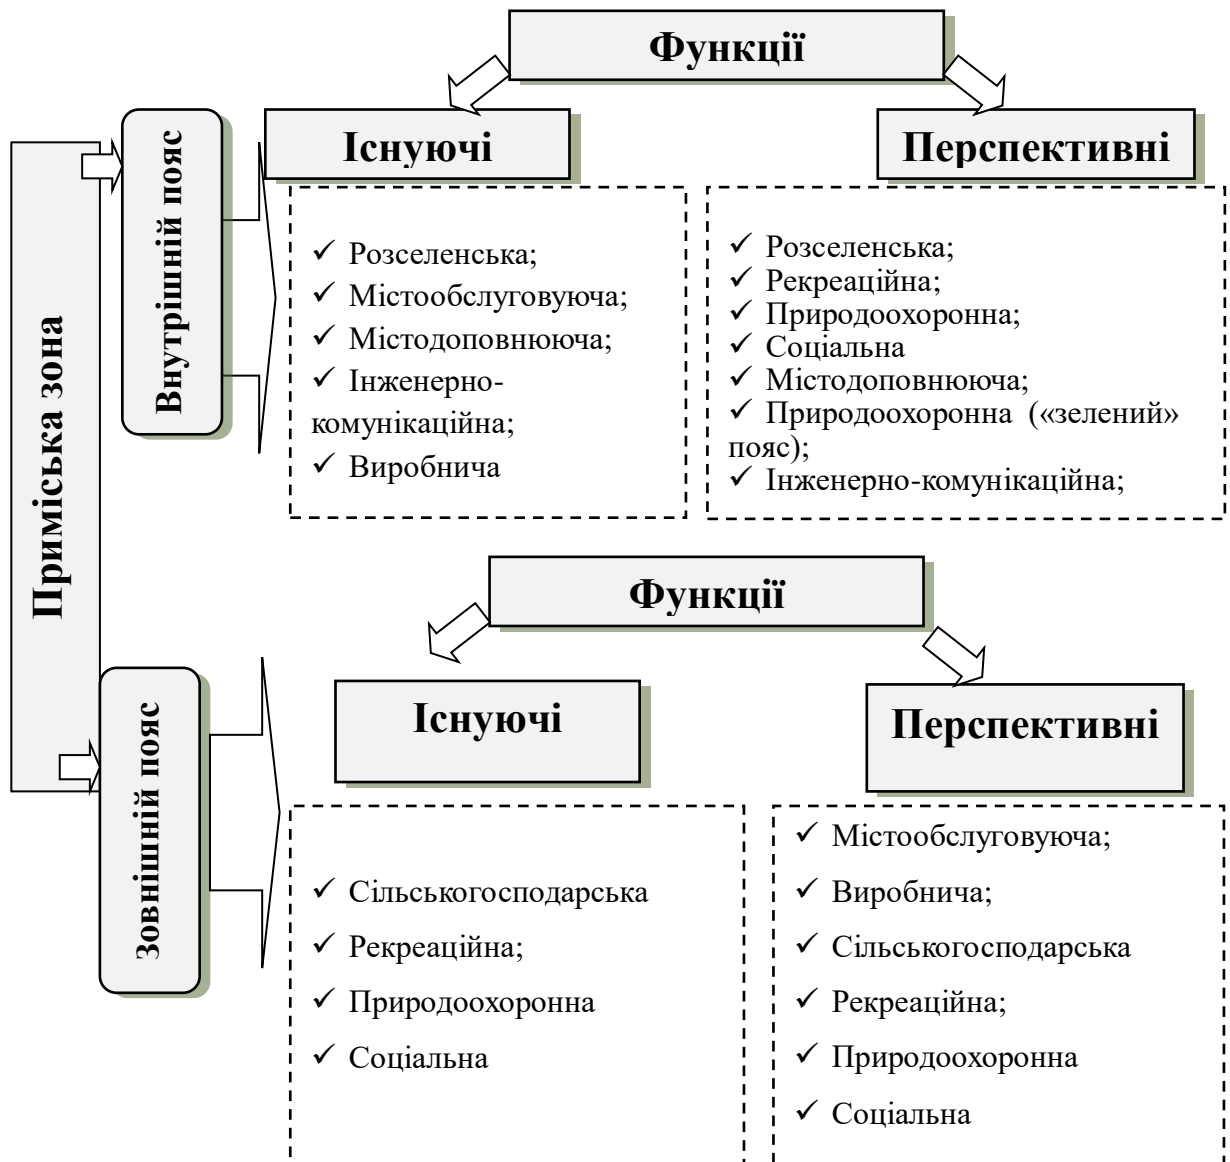 Функції
Існуючі
Перспективні
Приміська зона
Внутрішній пояс
✓ Розселенська;
✓ Містообслуговуюча;
✓ Містодоповнююча;
✓ Інженерно-
комунікаційна;
✓ Виробнича
✓ Розселенська;
✓ Рекреаційна;
✓ Природоохоронна;
✓ Соціальна
✓ Містодоповнююча;
✓ Природоохоронна («зелений»
пояс);
✓ Інженерно-комунікаційна;
Функції
Існуючі
Перспективні
Зовнішній пояс
✓ Сільськогосподарська
✓ Рекреаційна;
✓ Природоохоронна
✓ Соціальна
✓ Містообслуговуюча;
✓ Виробнича;
✓ Сільськогосподарська
✓ Рекреаційна;
✓ Природоохоронна
✓ Соціальна